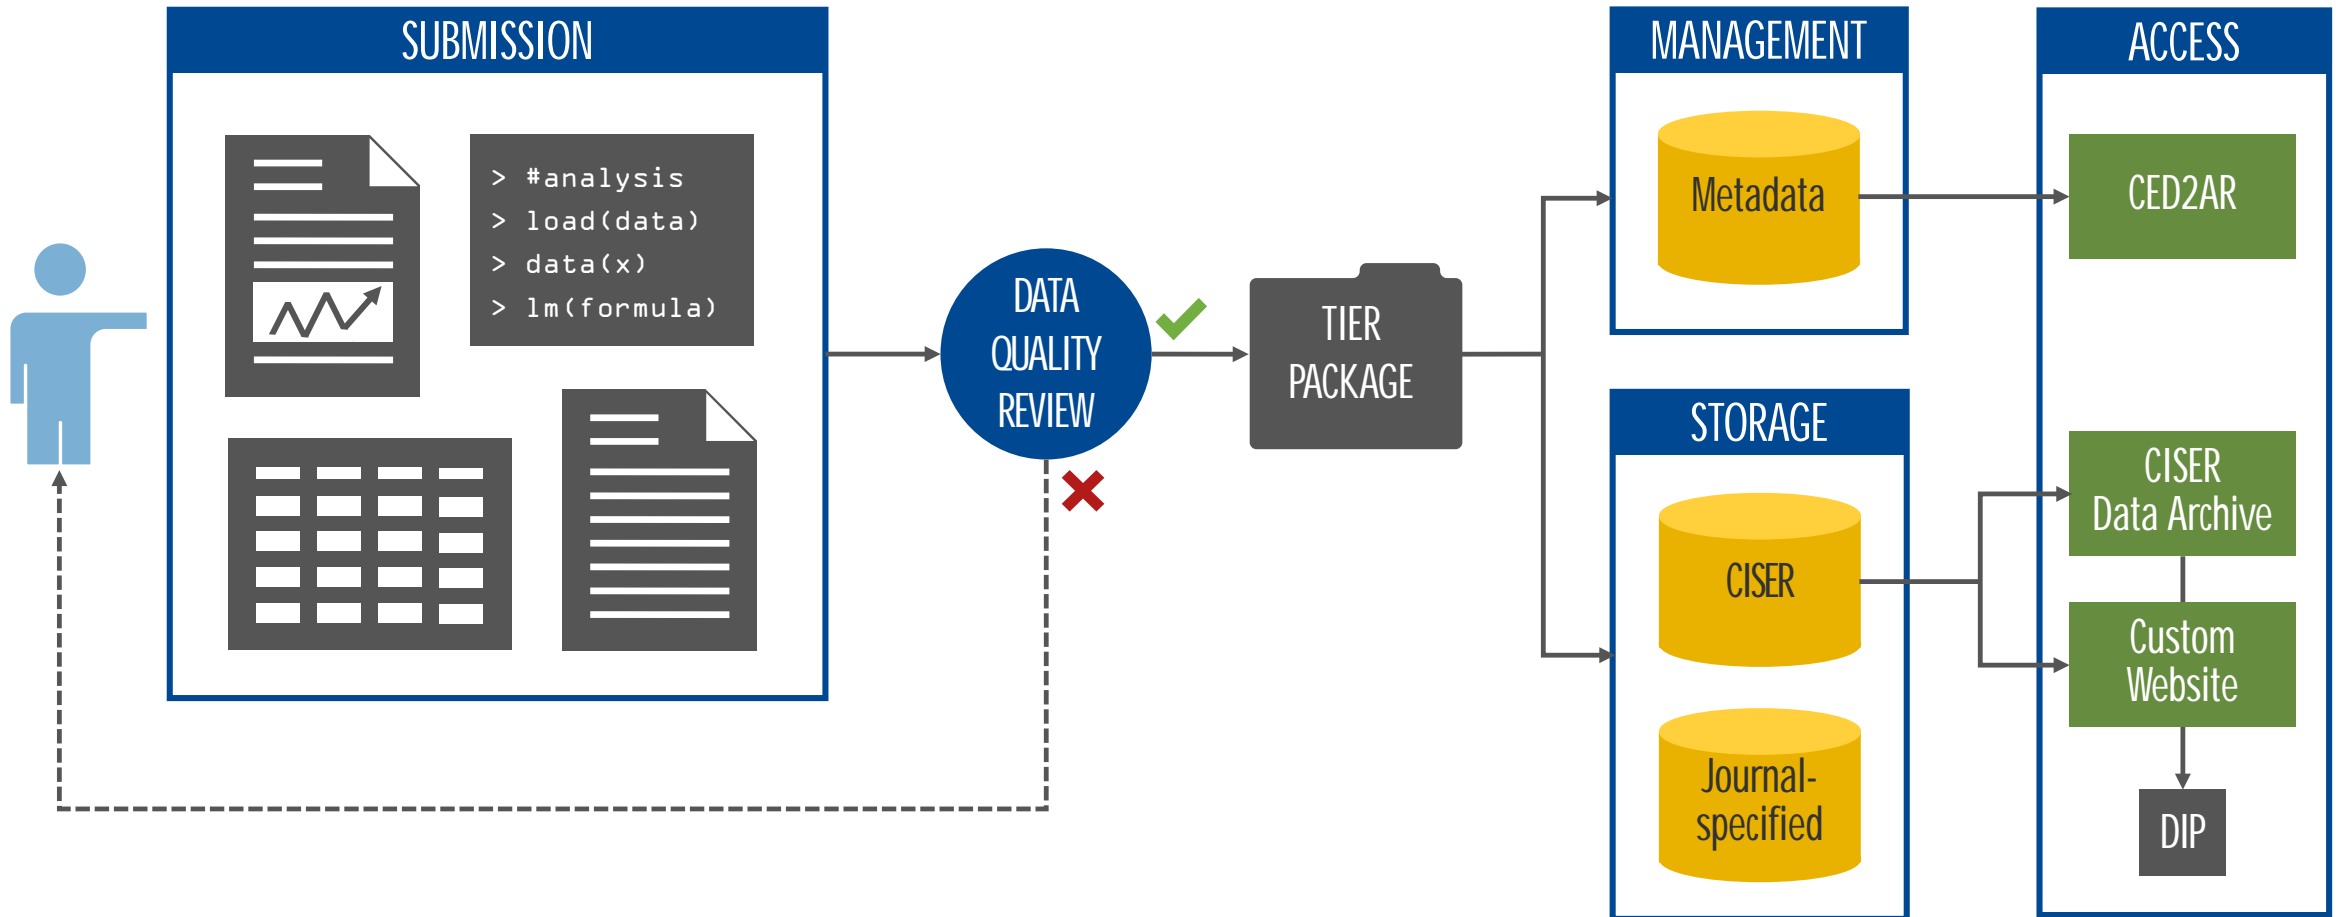 SUBMISSION
> #analysis
> load(data)
> data(x)
> lm(formula)
DATA
QUALITY
REVIEW
TIER
PACKAGE
MANAGEMENT
Metadata
STORAGE
CISER
Journal-
specified
ACCESS
CED2AR
CISER
Data Archive
Custom
Website
DIP